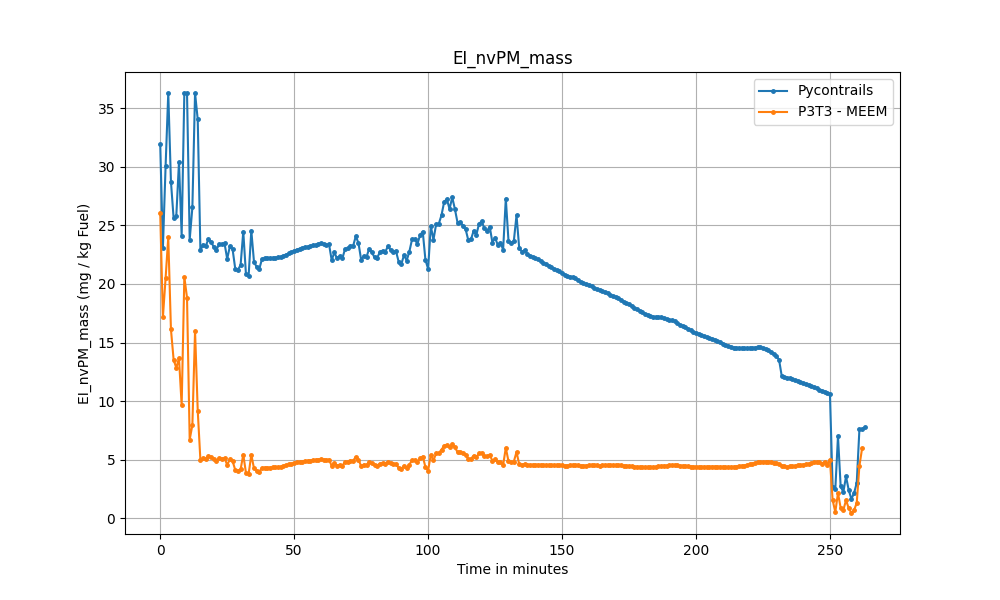 EI_nvPM_mass
Pycontrails
P3T3 - MEEM
EI_nvPM_mass (mg / kg Fuel)
35
30
25
20
15
10
5
0
0 50 100 150 200 250
Time in minutes